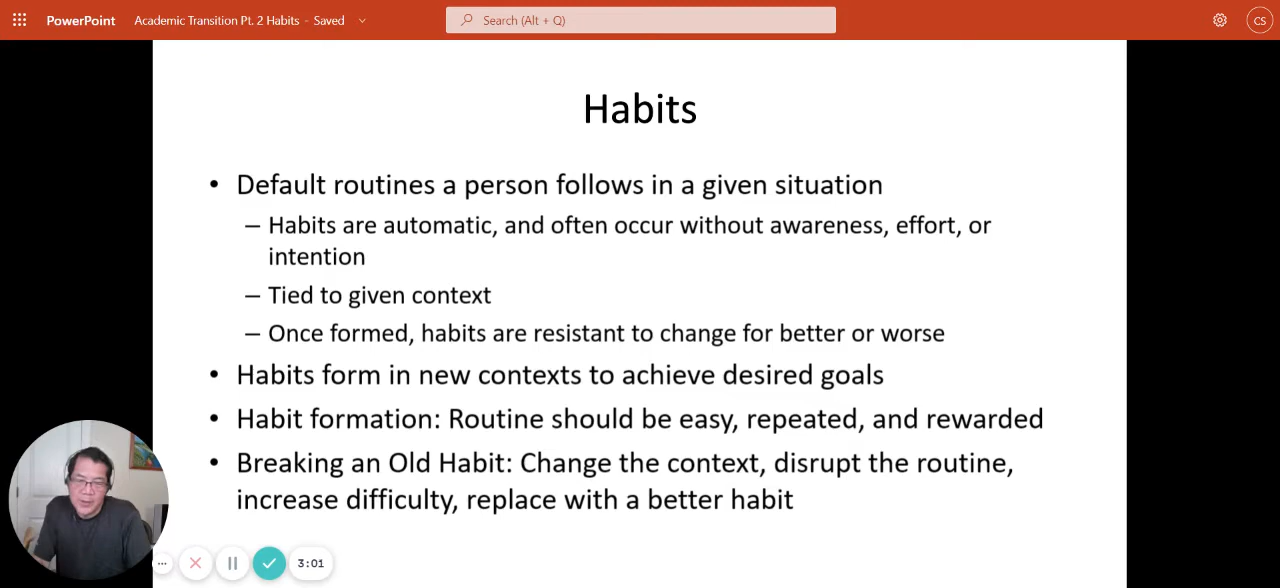 PowerPoint Academic Transition Pt. 2 Habits - Saved Search (Alt + Q) CS
Habits
• Default routines a person follows in a given situation
– Habits are automatic, and often occur without awareness, effort, or
intention
– Tied to given context
– Once formed, habits are resistant to change for better or worse
• Habits form in new contexts to achieve desired goals
• Habit formation: Routine should be easy, repeated, and rewarded
• Breaking an Old Habit: Change the context, disrupt the routine,
increase difficulty, replace with a better habit
3:01